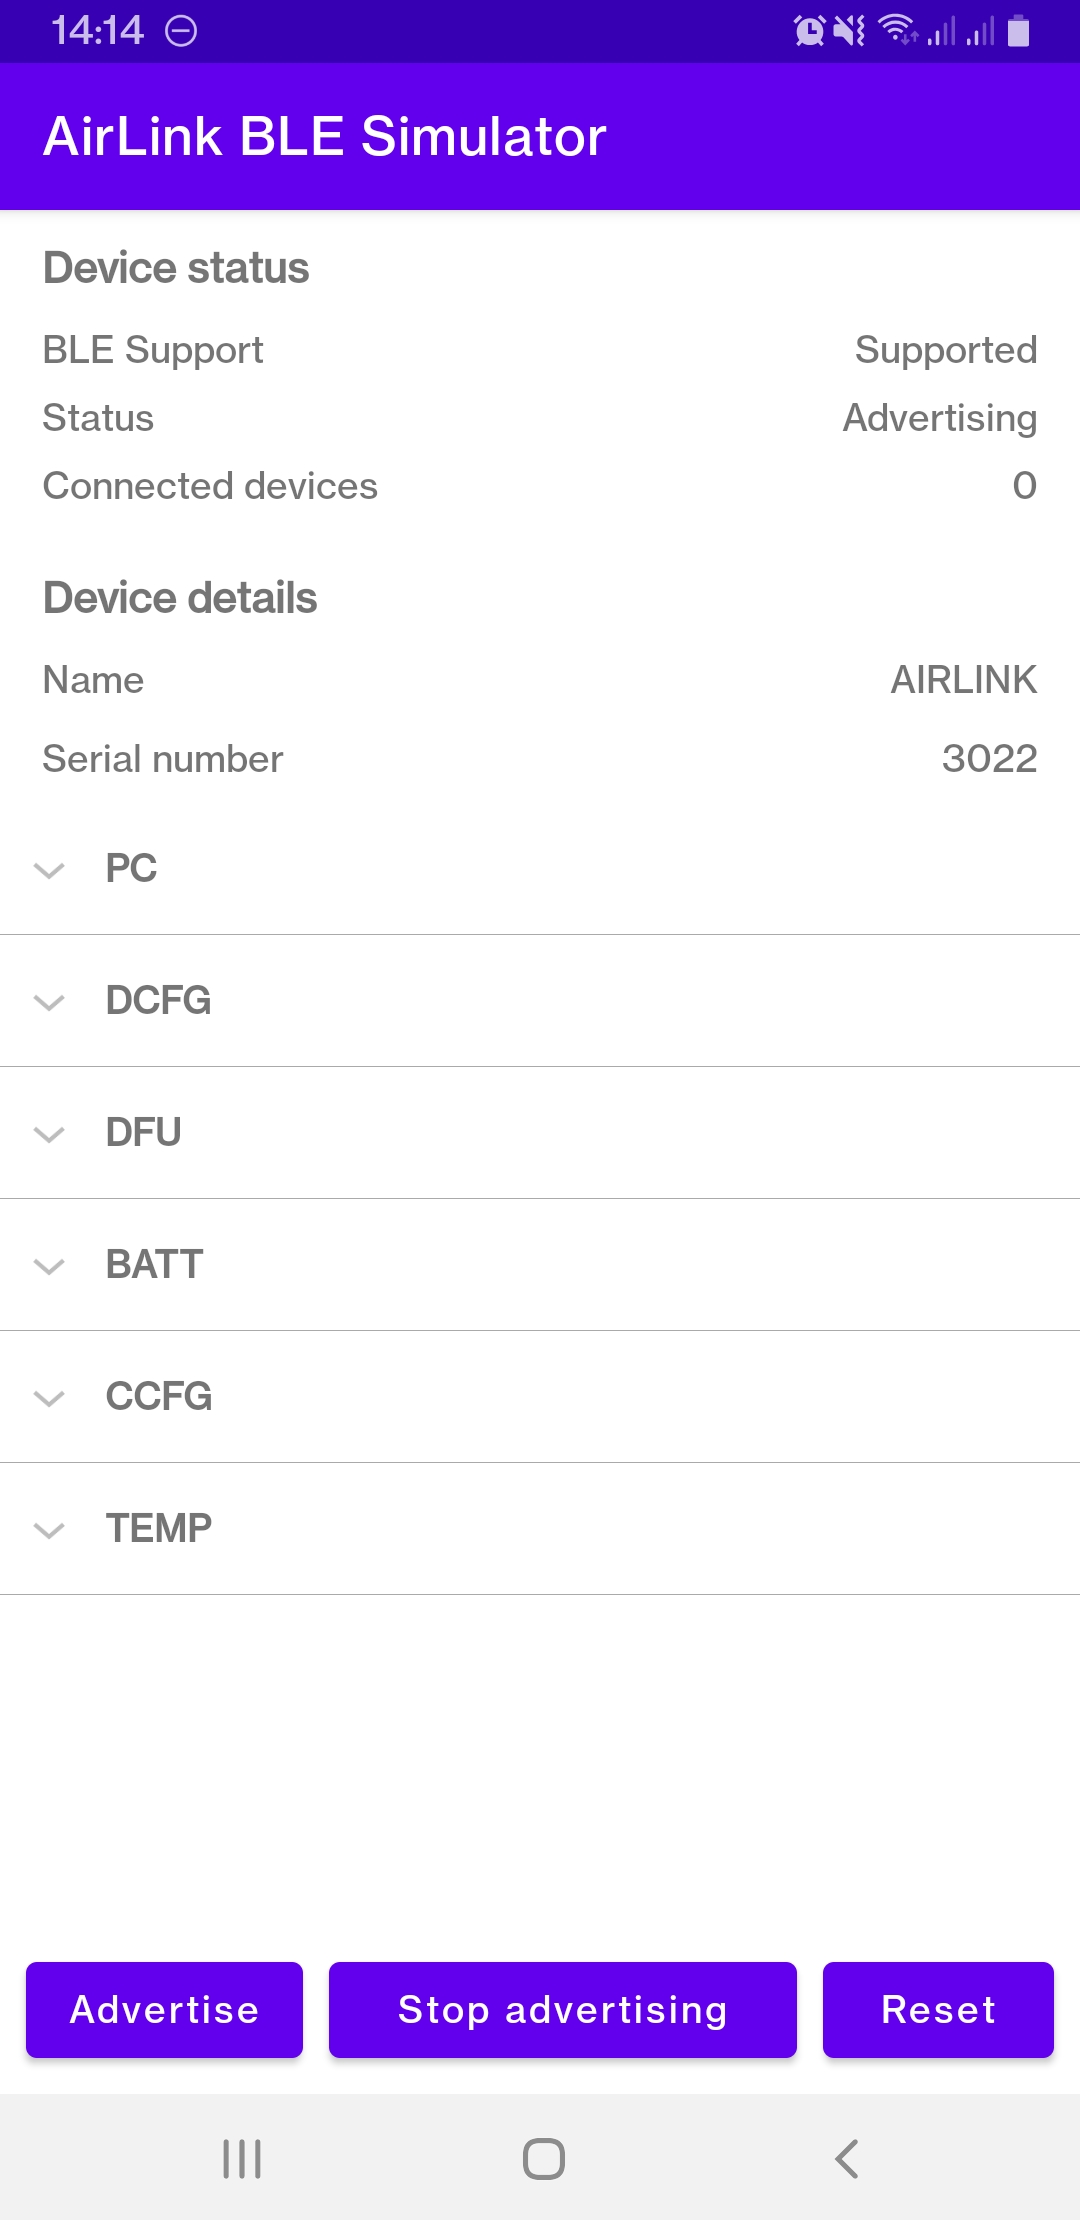 14:14
AirLink BLE Simulator
Device status
BLE Support Supported
Status Advertising
Connected devices 0
Device details
Name AIRLINK
Serial number 3022
PC
DCFG
DFU
BATT
CCFG
TEMP
Advertise Stop advertising Reset